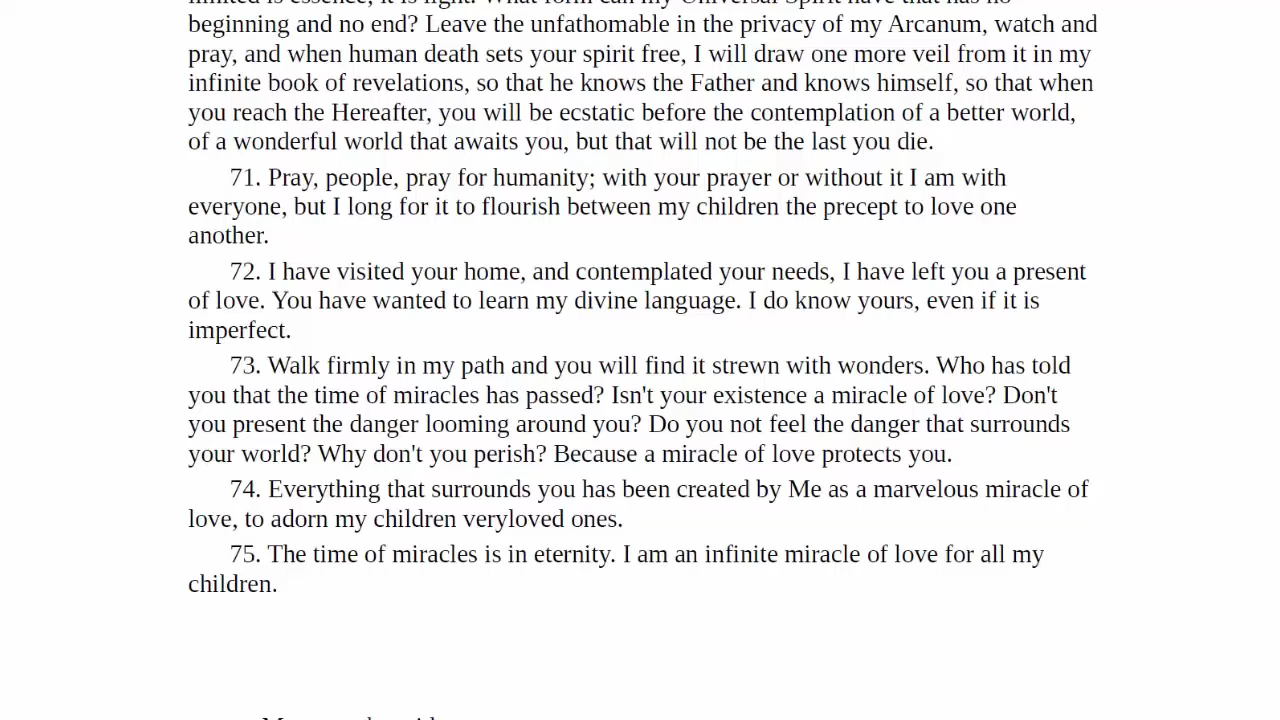 limited is essence, it is light. What form can my Universal Spirit have that has no
beginning and no end? Leave the unfathomable in the privacy of my Arcanum, watch and
pray, and when human death sets your spirit free, I will draw one more veil from it in my
infinite book of revelations, so that he knows the Father and knows himself, so that when
you reach the Hereafter, you will be ecstatic before the contemplation of a better world,
of a wonderful world that awaits you, but that will not be the last you die.
71. Pray, people, pray for humanity; with your prayer or without it I am with
everyone, but I long for it to flourish between my children the precept to love one
another.
72. I have visited your home, and contemplated your needs, I have left you a present
of love. You have wanted to learn my divine language. I do know yours, even if it is
imperfect.
73. Walk firmly in my path and you will find it strewn with wonders. Who has told
you that the time of miracles has passed? Isn't your existence a miracle of love? Don't
you present the danger looming around you? Do you not feel the danger that surrounds
your world? Why don't you perish? Because a miracle of love protects you.
74. Everything that surrounds you has been created by Me as a marvelous miracle of
love, to adorn my children veryloved ones.
75. The time of miracles is in eternity. I am an infinite miracle of love for all my
children.